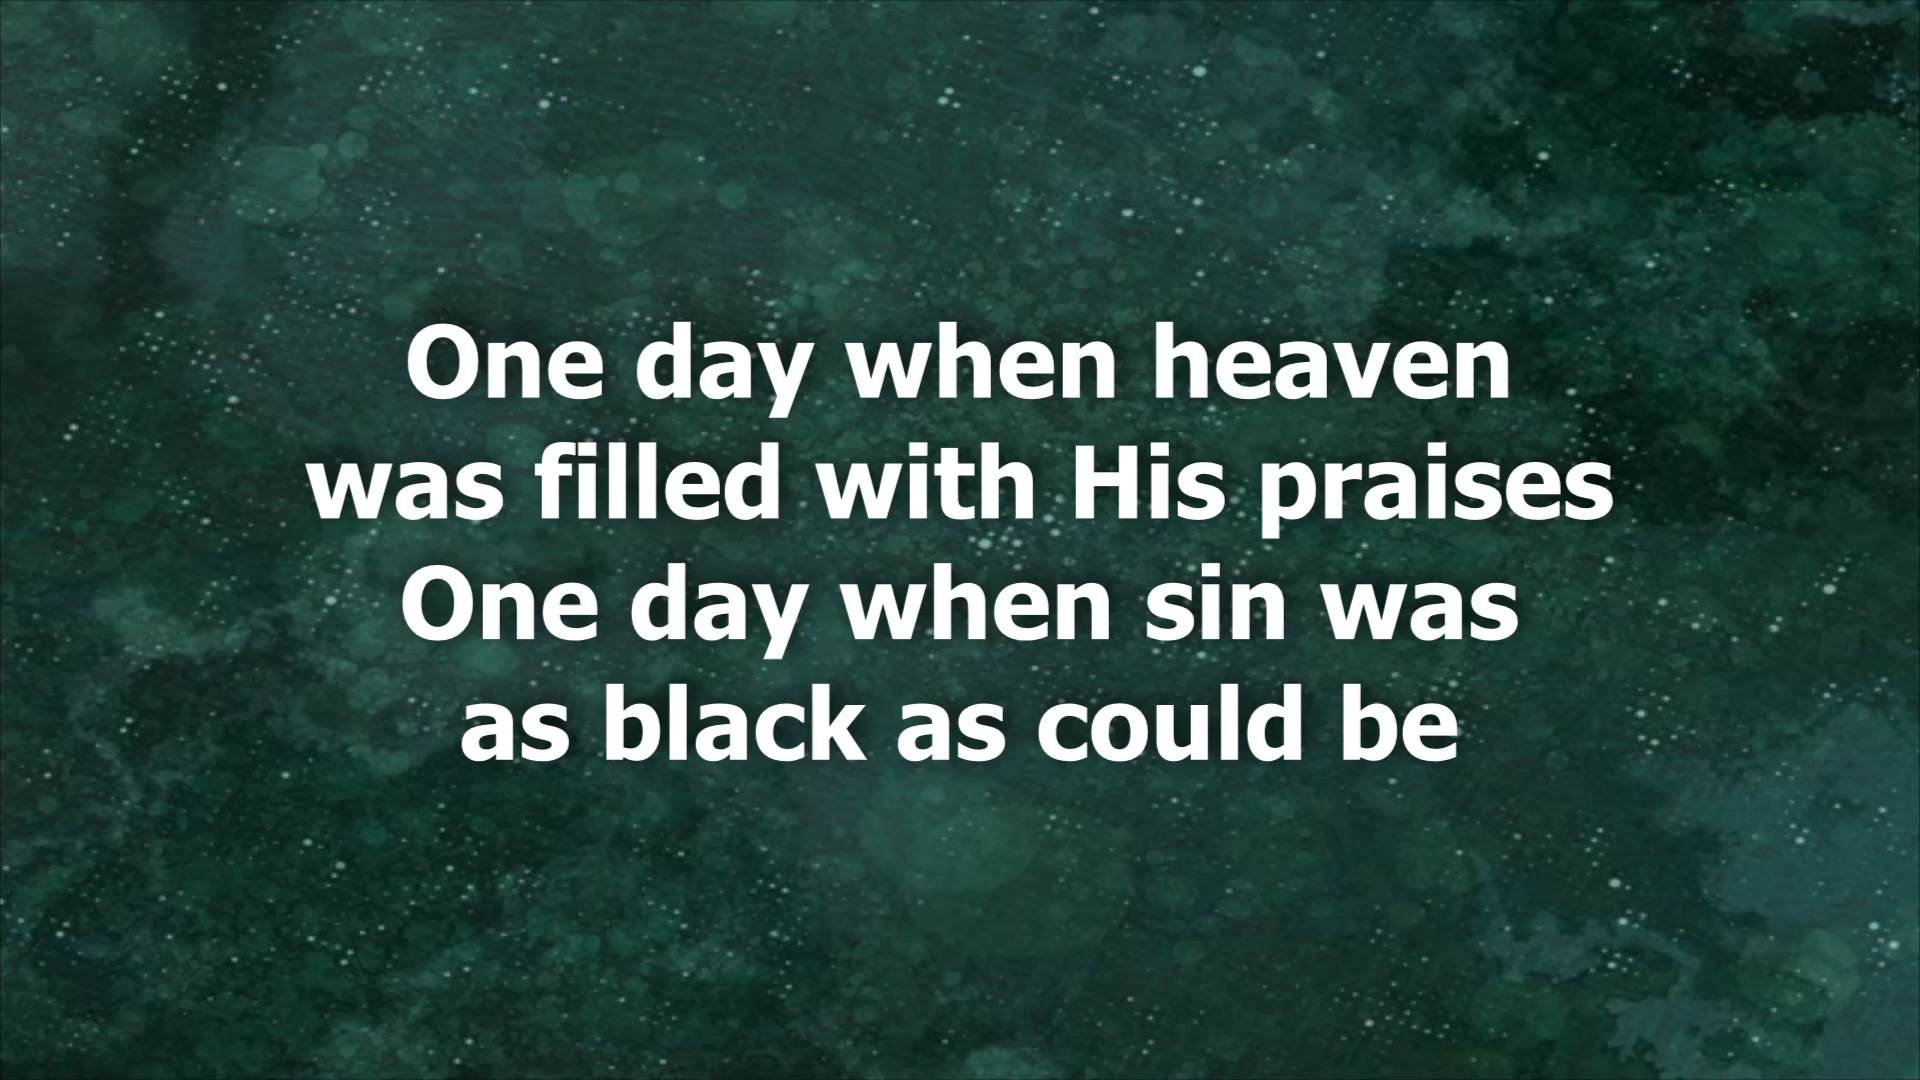 One day when heaven
was filled with His praises
One day when sin was
as black as could be